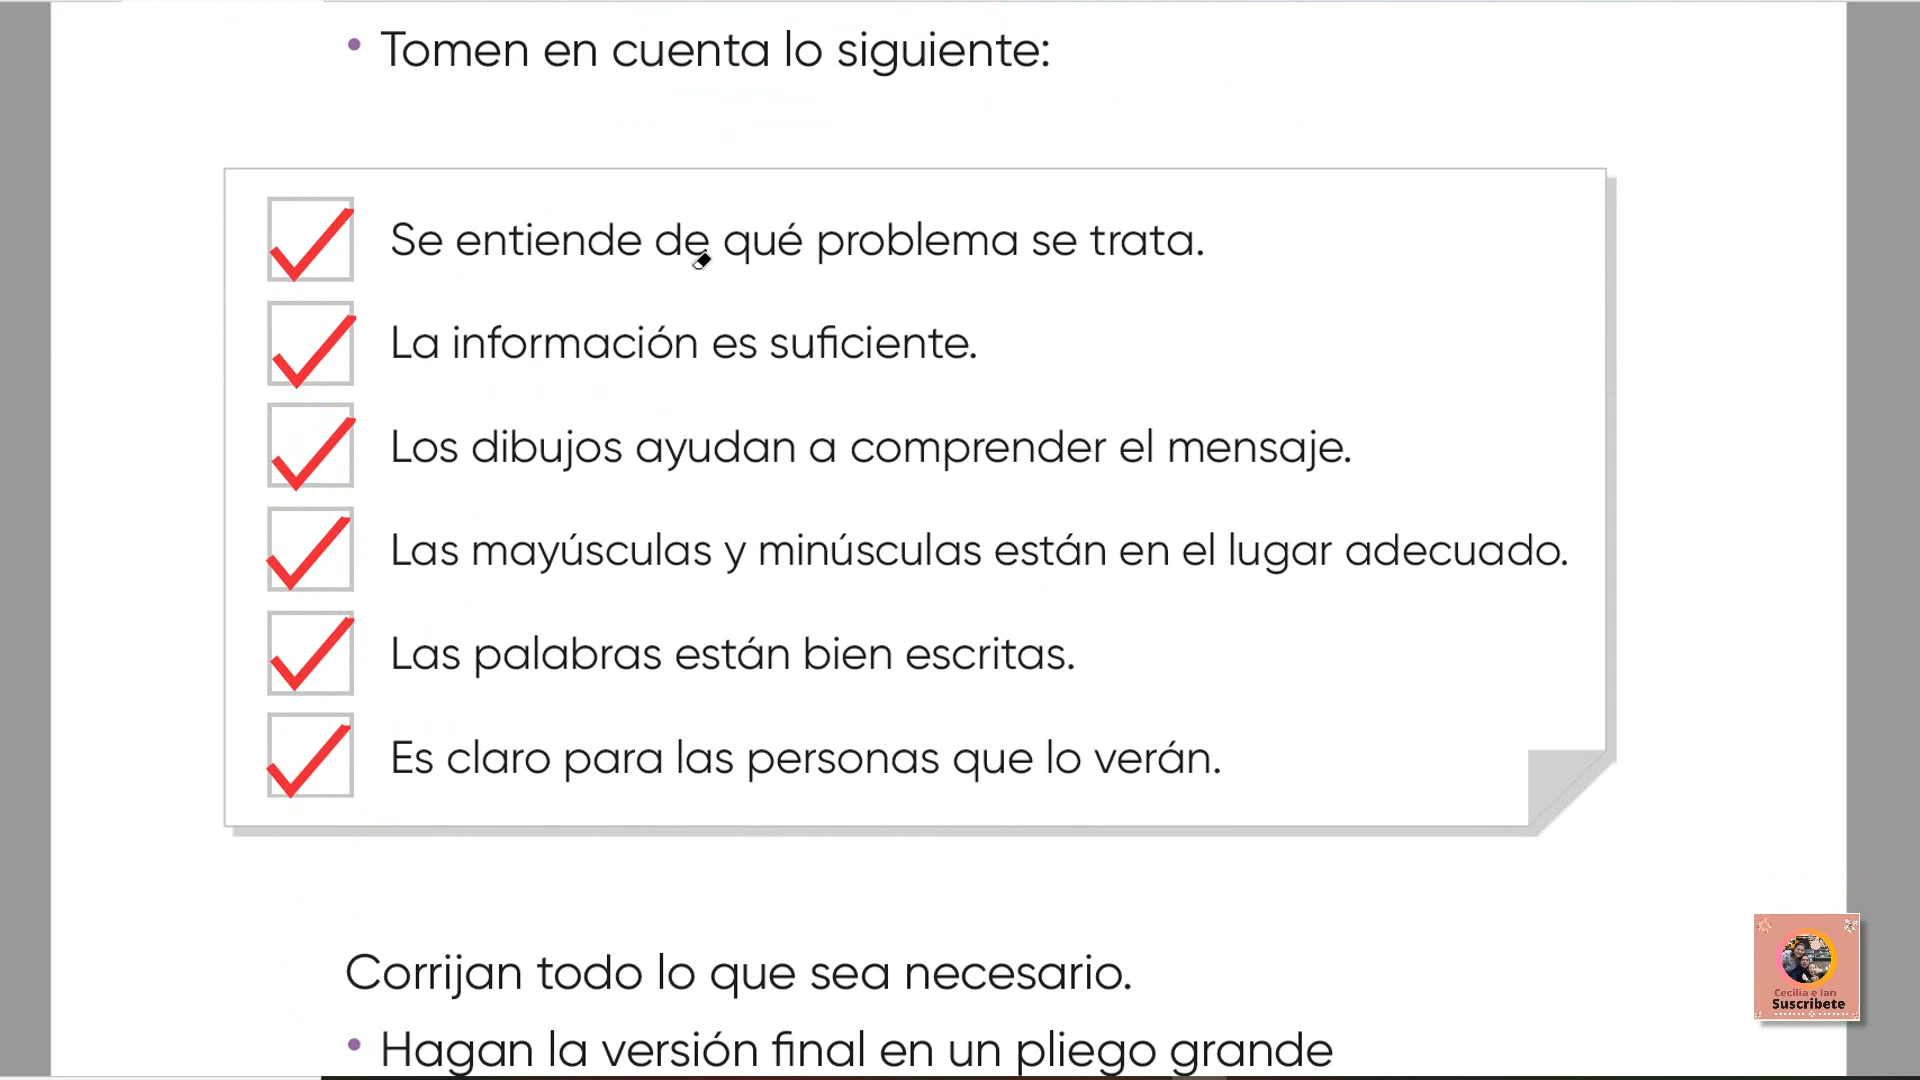 • Tomen en cuenta lo siguiente:
Se entiende de qué problema se trata.
La información es suficiente.
Los dibujos ayudan a comprender el mensaje.
Las mayúsculas y minúsculas están en el lugar adecuado.
Las palabras están bien escritas.
Es claro para las personas que lo verán.
Corrijan todo lo que sea necesario.
• Hagan la versión final en un pliego grande
Cecilia e Ian
Suscribete